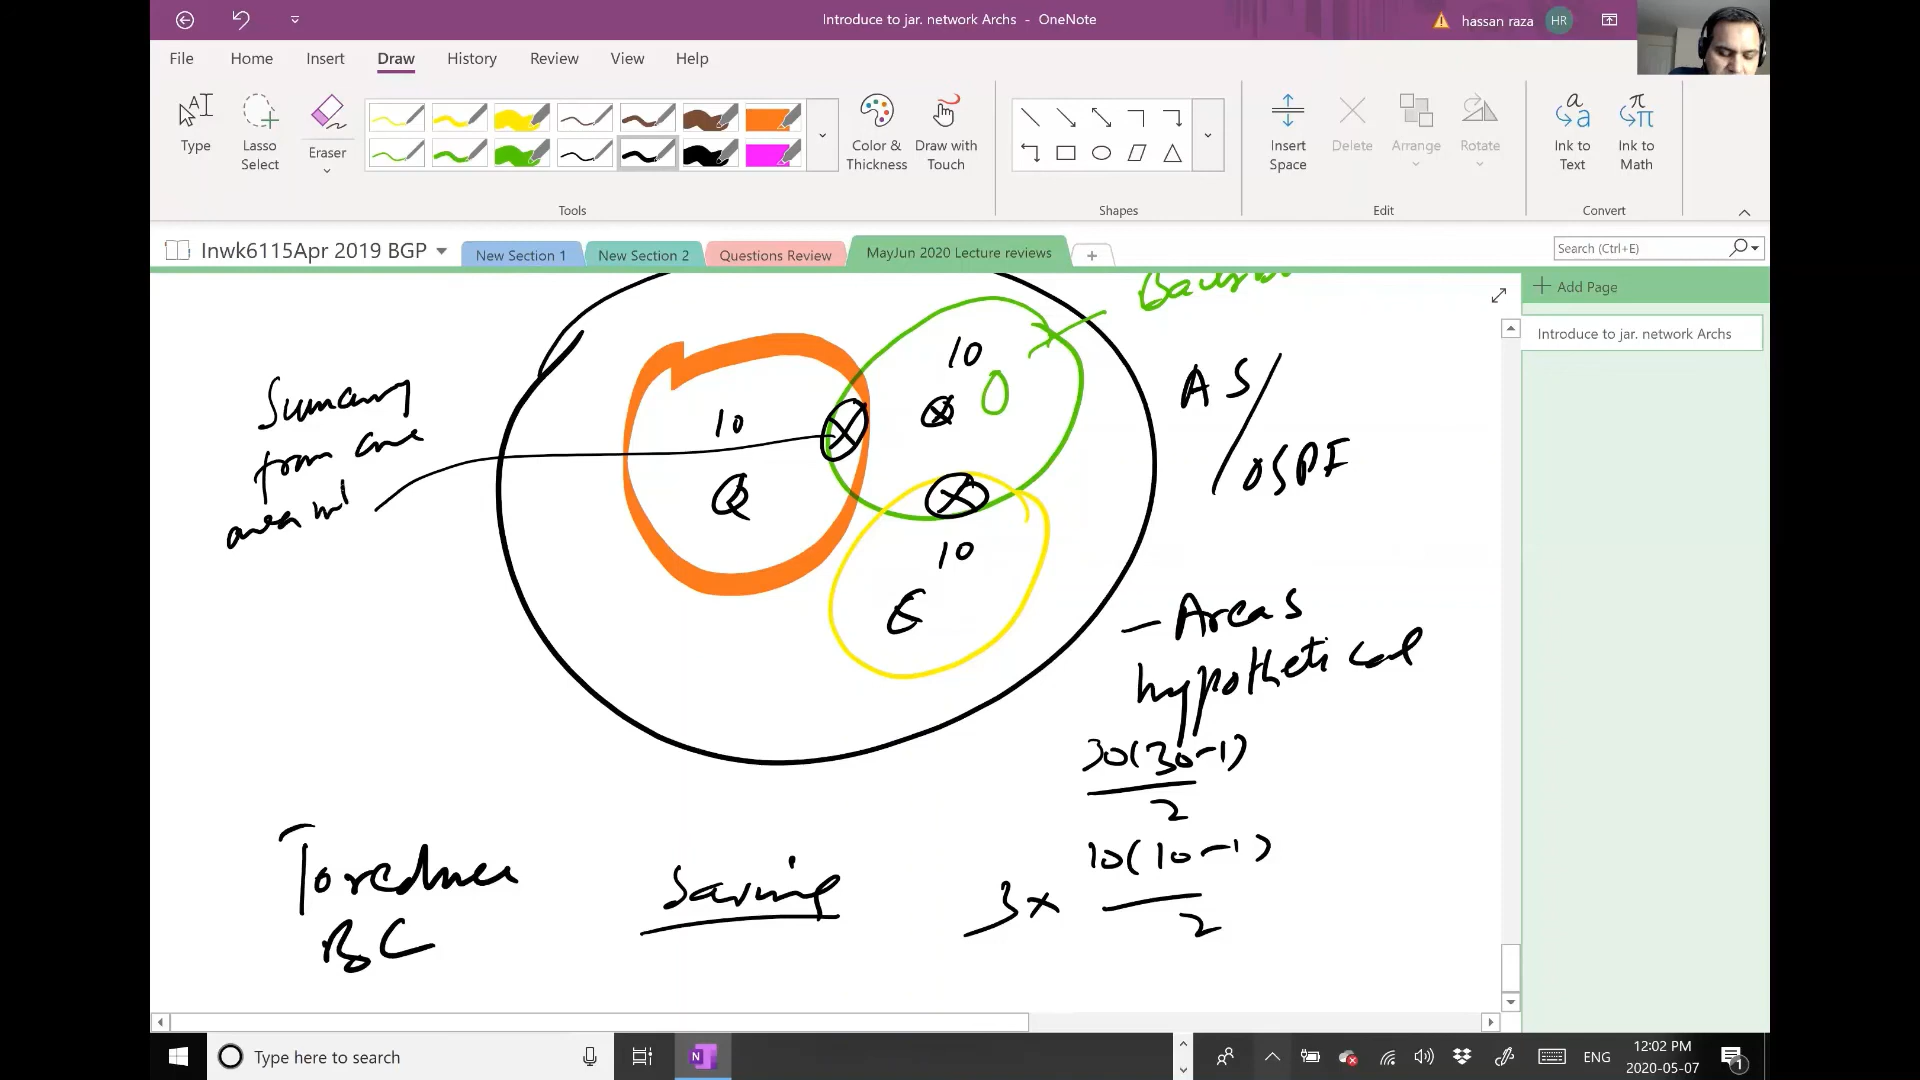 Introduce to jar. network Archs - OneNote
hassan raza HR
File Home Insert Draw History Review View Help
Type
Lasso
Select
Eraser
Color &
Thickness
Draw with
Touch
Insert
Space
Delete
Arrange
Rotate
Ink to
Text
Ink to
Math
Tools Shapes Edit Convert
Inwk6115Apr 2019 BGP
New Section 1 New Section 2 Questions Review MayJun 2020 Lecture reviews +
Search (Ctrl+E)
Add Page
Introduce to jar. network Archs
Summary
from one
area
10
10
0
10
AS/
OSPF
- Areas
hypothetical
30(30-1)
2
10(10-1)
3x
2
To reduce
BC
Saving
Type here to search
ENG
12:02 PM
2020-05-07
1